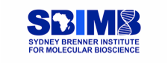 SBIMB
SYDNEY BRENNER INSTITUTE
FOR MOLECULAR BIOSCIENCE